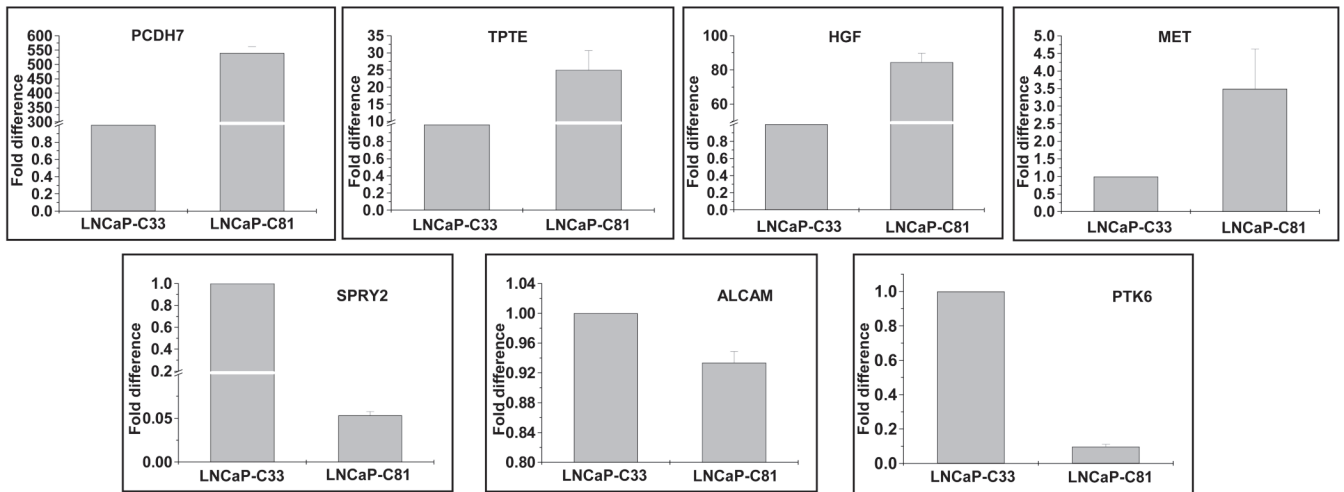 PCDH7
Fold difference
600
550
500
450
400
350
300
0.8
0.6
0.4
0.2
0.0
LNCaP-C33 LNCaP-C81
TPTE
Fold difference
35
30
25
20
15
10
0.8
0.6
0.4
0.2
0.0
LNCaP-C33 LNCaP-C81
HGF
Fold difference
100
80
60
0.8
0.6
0.4
0.2
0.0
LNCaP-C33 LNCaP-C81
MET
Fold difference
5.0
4.5
4.0
3.5
3.0
2.5
2.0
1.5
1.0
0.5
0.0
LNCaP-C33 LNCaP-C81
SPRY2
Fold difference
1.0
0.8
0.6
0.4
0.2
0.05
0.00
LNCaP-C33 LNCaP-C81
ALCAM
Fold difference
1.04
1.00
0.96
0.92
0.88
0.84
0.80
LNCaP-C33 LNCaP-C81
PTK6
Fold difference
1.0
0.8
0.6
0.4
0.2
0.0
LNCaP-C33 LNCaP-C81